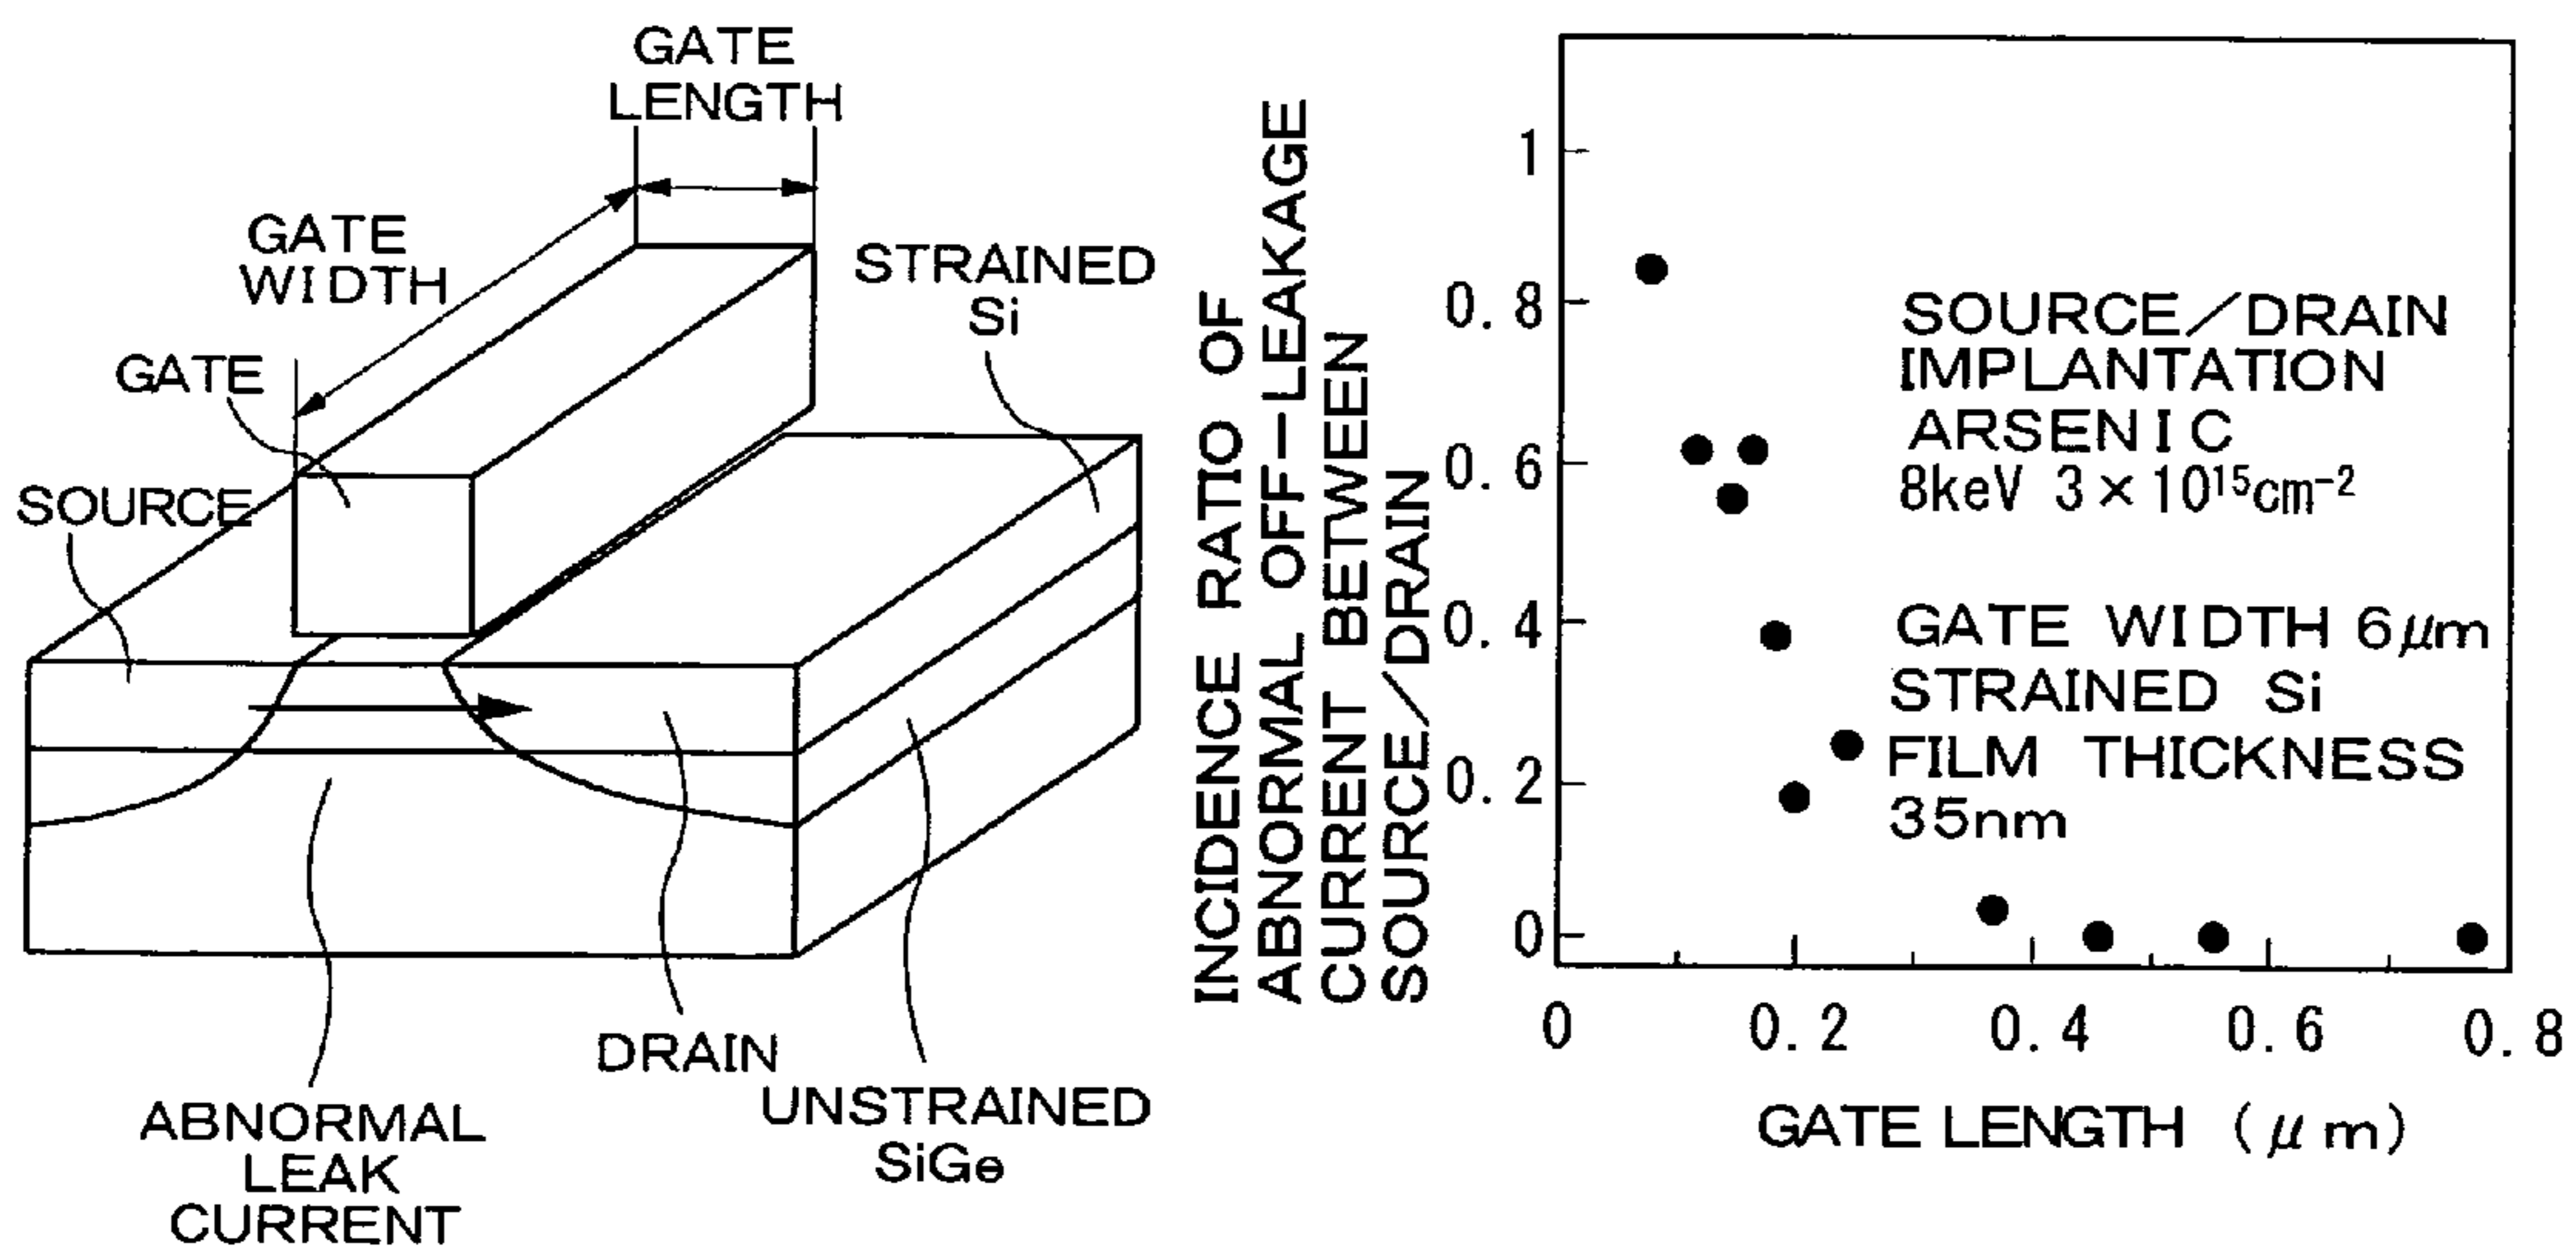 GATE
LENGTH
GATE
WIDTH
GATE
SOURCE
STRAINED
Si
DRAIN
UNSTRAINED
SiGe
ABNORMAL
LEAK
CURRENT
INCIDENCE RATIO OF
ABNORMAL OFF-LEAKAGE
CURRENT BETWEEN
SOURCE/DRAIN
1
0.8
0.6
0.4
0.2
0
SOURCE/DRAIN
IMPLANTATION
ARSENIC
8keV 3×10¹⁵cm⁻²
GATE WIDTH 6μm
STRAINED Si
FILM THICKNESS
35nm
0 0.2 0.4 0.6 0.8
GATE LENGTH (μm)